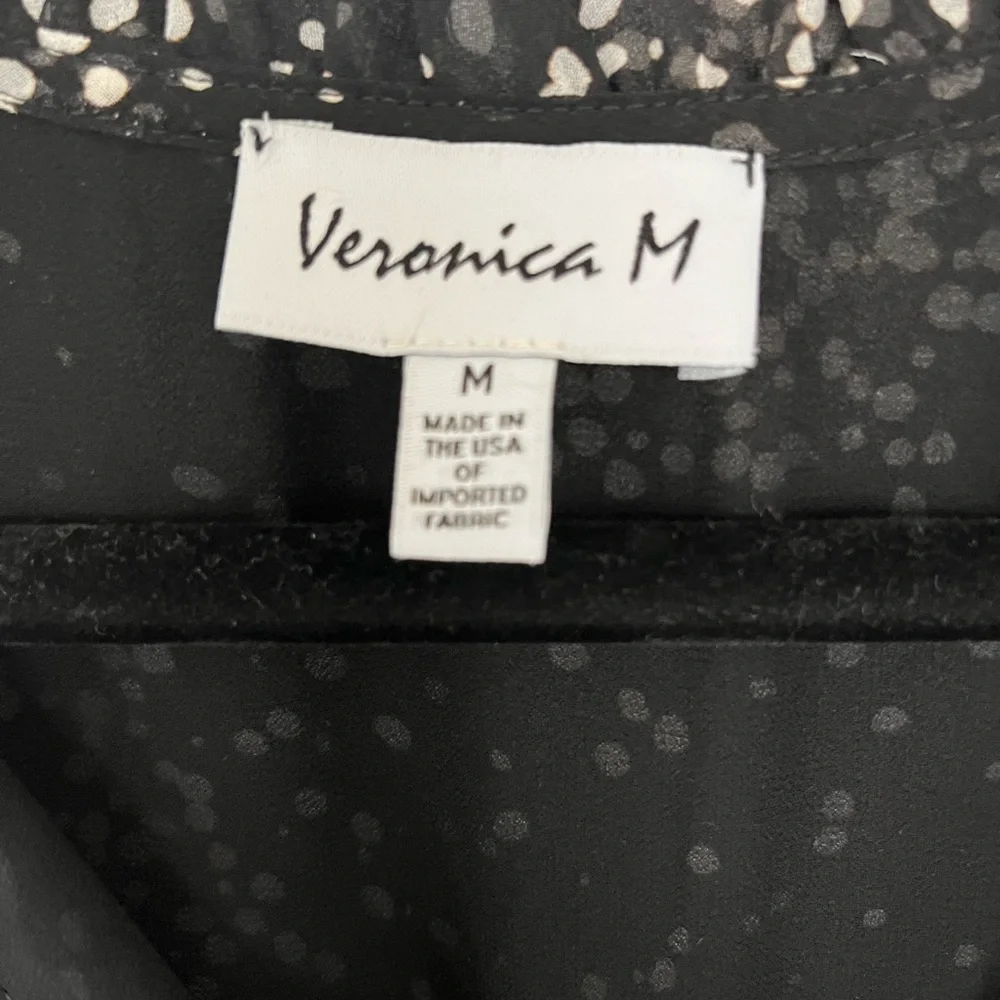 Veronica M
M
MADE IN
THE USA
OF
IMPORTED
FABRIC